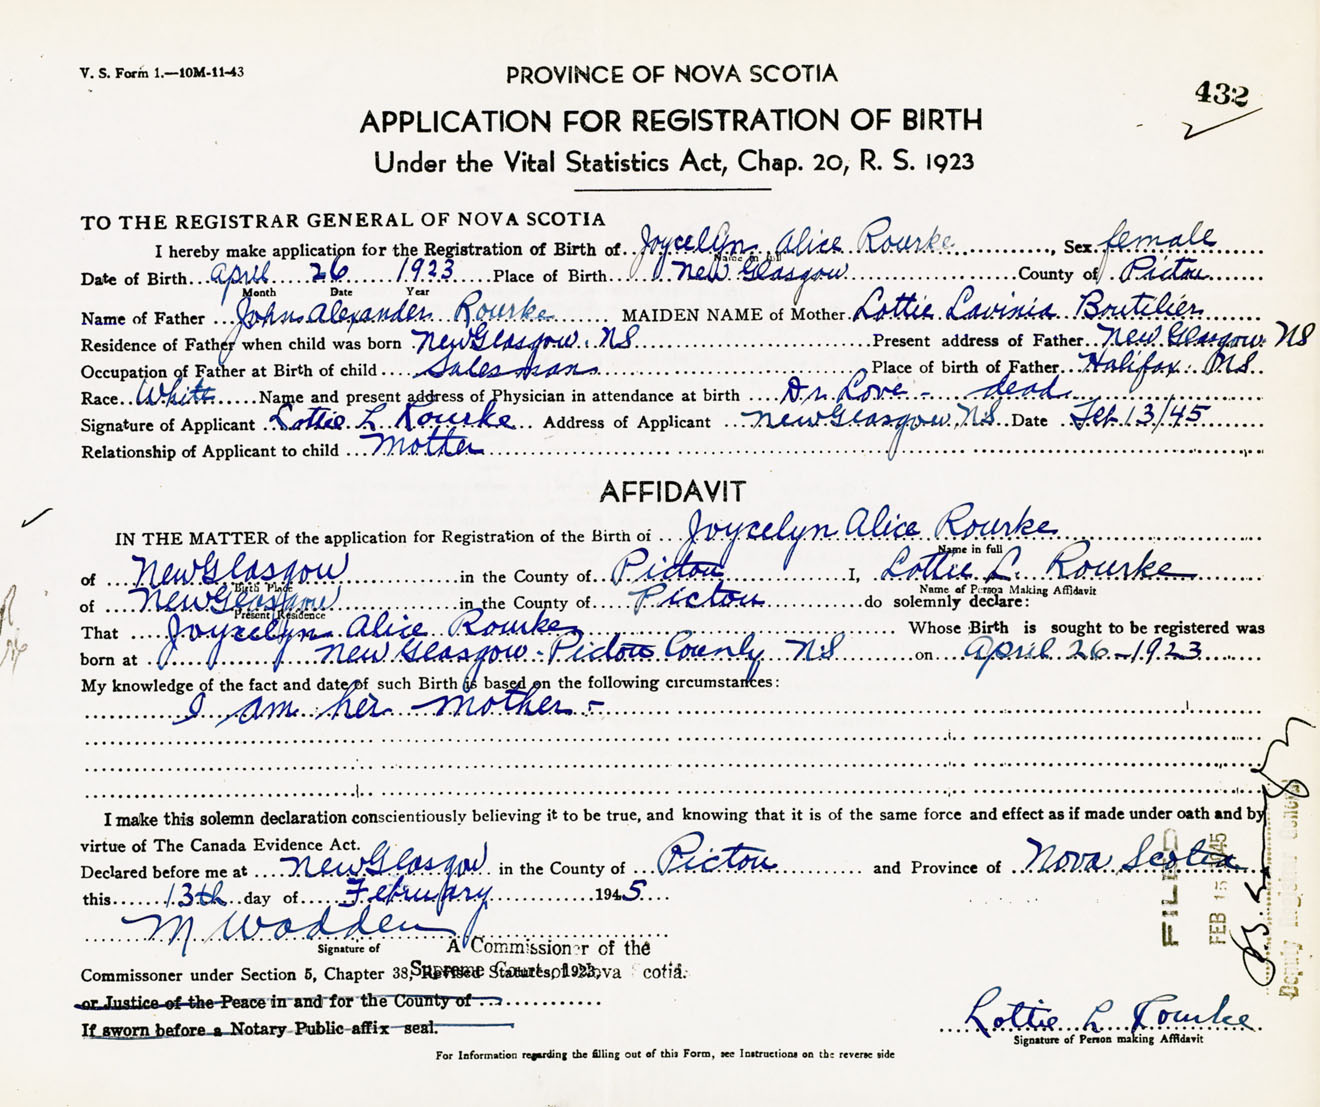 V. S. Form 1.—10M-11-43
PROVINCE OF NOVA SCOTIA
432
APPLICATION FOR REGISTRATION OF BIRTH
Under the Vital Statistics Act, Chap. 20, R. S. 1923
TO THE REGISTRAR GENERAL OF NOVA SCOTIA
I hereby make application for the Registration of Birth of Joycelyn Alice Rourke, Sex female
Name in full
Date of Birth April 26 1923 Place of Birth New Glasgow County of Pictou
Month Date Year
Name of Father John Alexander Rourke MAIDEN NAME of Mother Lottie Lavinia Boutilier
Residence of Father when child was born New Glasgow. NS Present address of Father New Glasgow NS
Occupation of Father at Birth of child Salesman Place of birth of Father Halifax. NS.
Race White Name and present address of Physician in attendance at birth Dr. Love - dead
Signature of Applicant Lottie L Rourke Address of Applicant New Glasgow, NS Date Feb 13/45
Relationship of Applicant to child Mother
AFFIDAVIT
IN THE MATTER of the application for Registration of the Birth of Joycelyn Alice Rourke
Name in full
of New Glasgow in the County of Pictou I, Lottie L. Rourke
Birth Place Name of Person Making Affidavit
of New Glasgow in the County of Pictou do solemnly declare:
Present Residence
That Joycelyn Alice Rourke Whose Birth is sought to be registered was
born at New Glasgow - Pictou County NS on April 26-1923
My knowledge of the fact and date of such Birth is based on the following circumstances:
I am her mother -
I make this solemn declaration conscientiously believing it to be true, and knowing that it is of the same force and effect as if made under oath and by
virtue of The Canada Evidence Act.
Declared before me at New Glasgow in the County of Pictou and Province of Nova Scotia
this 13th day of February 1945
M Wadden
Signature of A Commissioner of the
Commissoner under Section 5, Chapter 38, Revised Statutes, 1923,
Supreme Court of Nova Scotia.
or Justice of the Peace in and for the County of
If sworn before a Notary Public affix seal.
FILED
FEB 15 1945
Deputy Registrar General
Lottie L Rourke
Signature of Person making Affidavit
For Information regarding the filling out of this Form, see Instructions on the reverse side